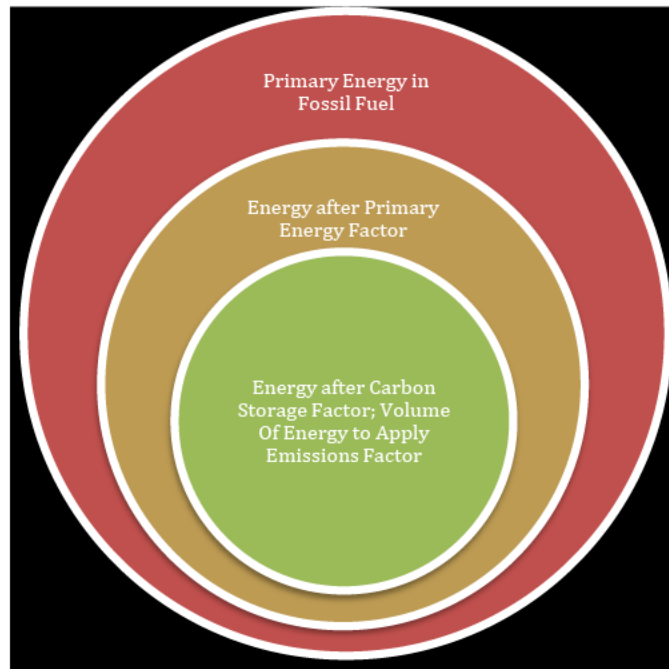 Primary Energy in
Fossil Fuel
Energy after Primary
Energy Factor
Energy after Carbon
Storage Factor; Volume
Of Energy to Apply
Emissions Factor